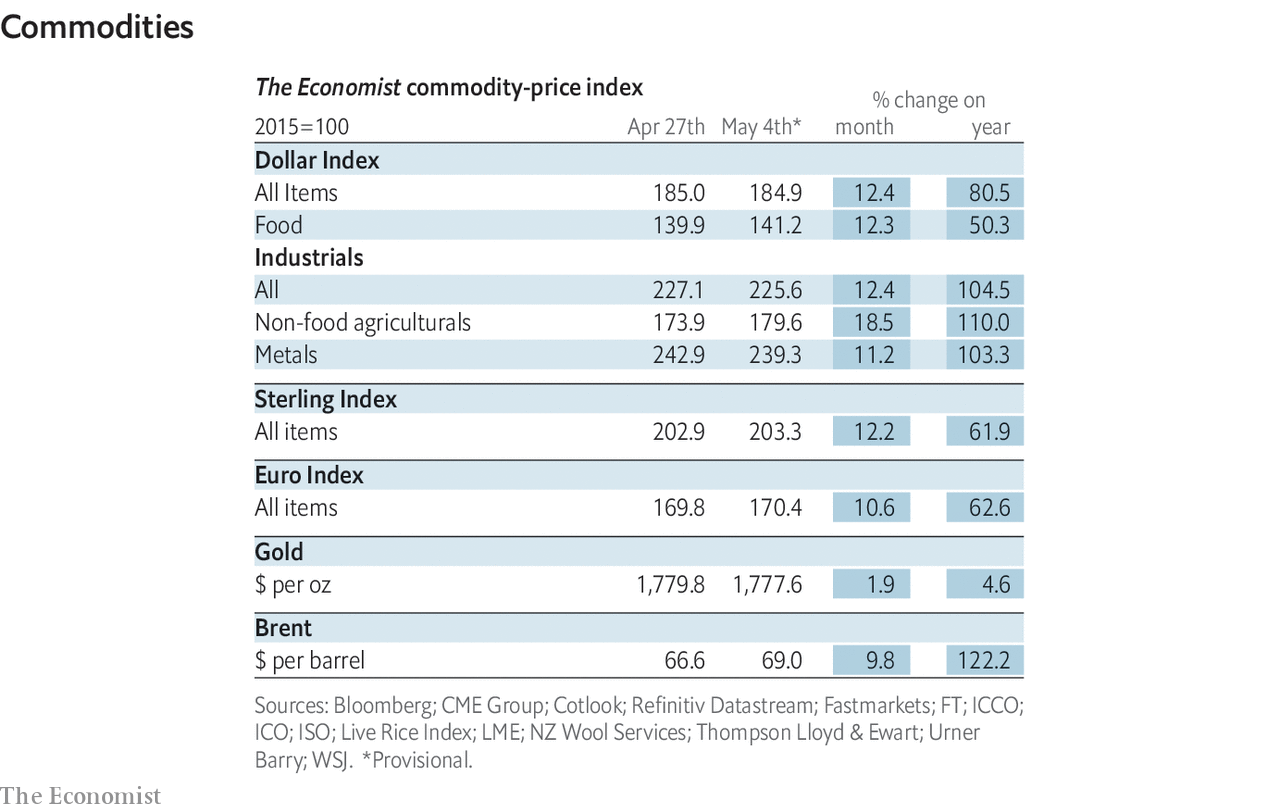 Commodities
The Economist commodity-price index
% change on
2015=100 Apr 27th May 4th* month year
Dollar Index
All Items 185.0 184.9 12.4 80.5
Food 139.9 141.2 12.3 50.3
Industrials
All 227.1 225.6 12.4 104.5
Non-food agriculturals 173.9 179.6 18.5 110.0
Metals 242.9 239.3 11.2 103.3
Sterling Index
All items 202.9 203.3 12.2 61.9
Euro Index
All items 169.8 170.4 10.6 62.6
Gold
$ per oz 1,779.8 1,777.6 1.9 4.6
Brent
$ per barrel 66.6 69.0 9.8 122.2
Sources: Bloomberg; CME Group; Cotlook; Refinitiv Datastream; Fastmarkets; FT; ICCO;
ICO; ISO; Live Rice Index; LME; NZ Wool Services; Thompson Lloyd & Ewart; Urner
Barry; WSJ. *Provisional.
The Economist